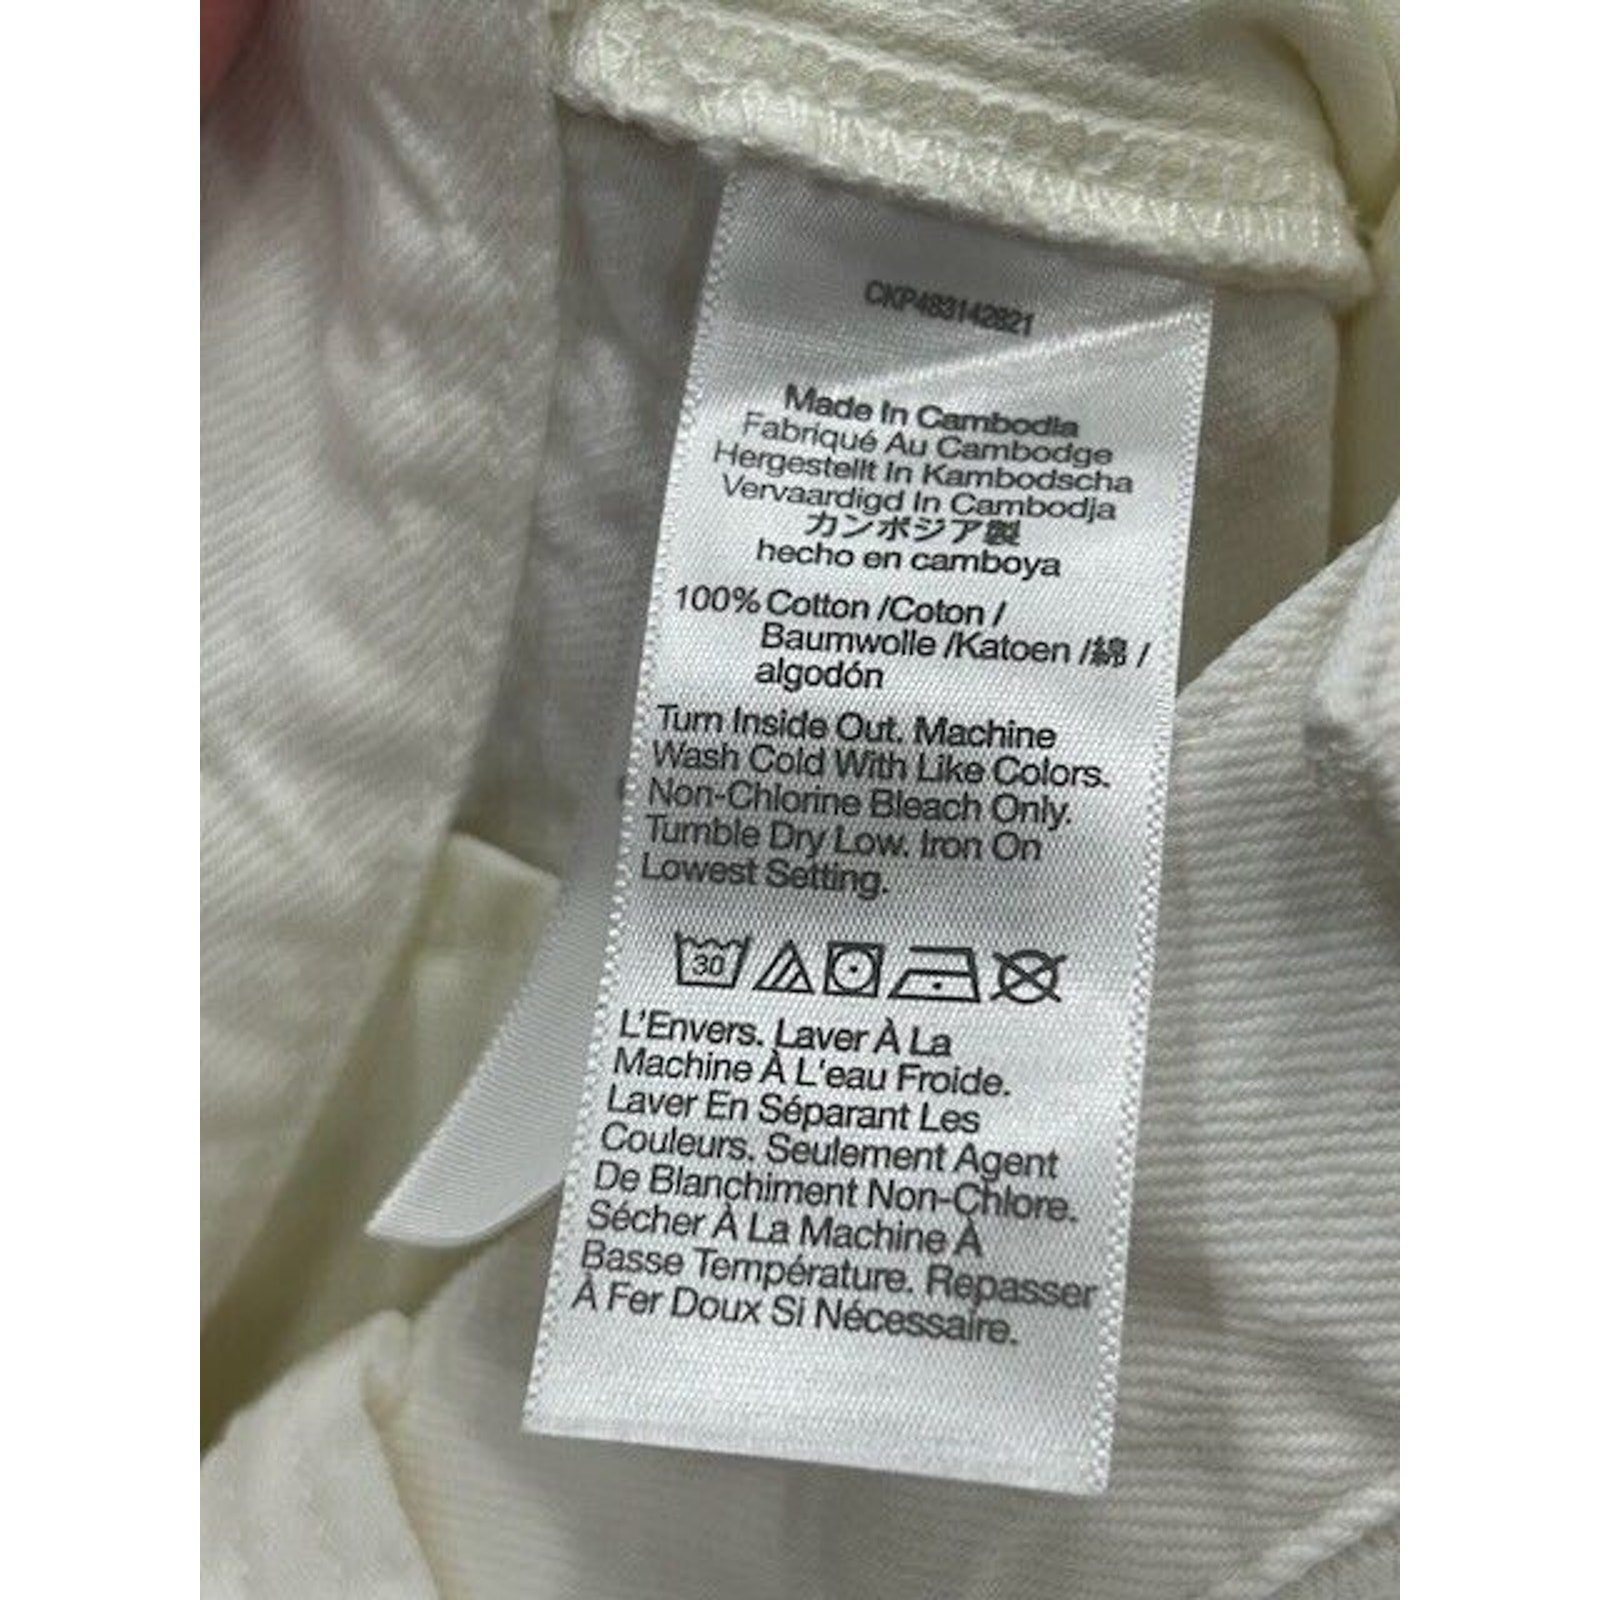 CKP483142821
Made In Cambodia
Fabriqué Au Cambodge
Hergestellt In Kambodscha
Vervaardigd In Cambodja
カンボジア製
hecho en camboya
100% Cotton /Coton /
Baumwolle /Katoen /綿 /
algodón
Turn Inside Out. Machine
Wash Cold With Like Colors.
Non-Chlorine Bleach Only.
Tumble Dry Low. Iron On
Lowest Setting.
30
L'Envers. Laver À La
Machine À L'eau Froide.
Laver En Séparant Les
Couleurs. Seulement Agent
De Blanchiment Non-Chlore.
Sécher À La Machine À
Basse Température. Repasser
À Fer Doux Si Nécessaire.